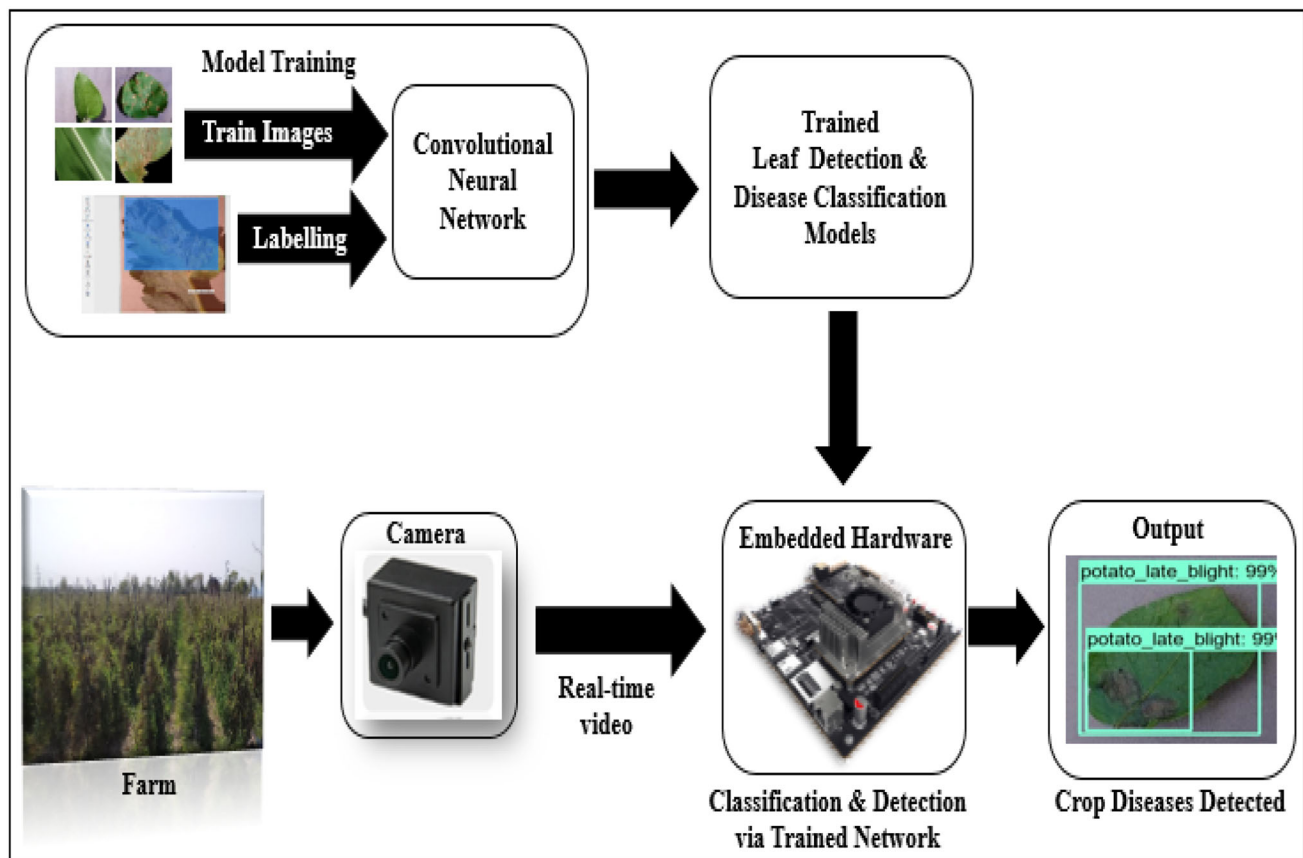 Model Training
Train Images
Labelling
Convolutional
Neural
Network
Trained
Leaf Detection &
Disease Classification
Models
Farm
Camera
Real-time
video
Embedded Hardware
Classification & Detection
via Trained Network
Output
potato_late_blight: 99%
potato_late_blight: 99%
Crop Diseases Detected